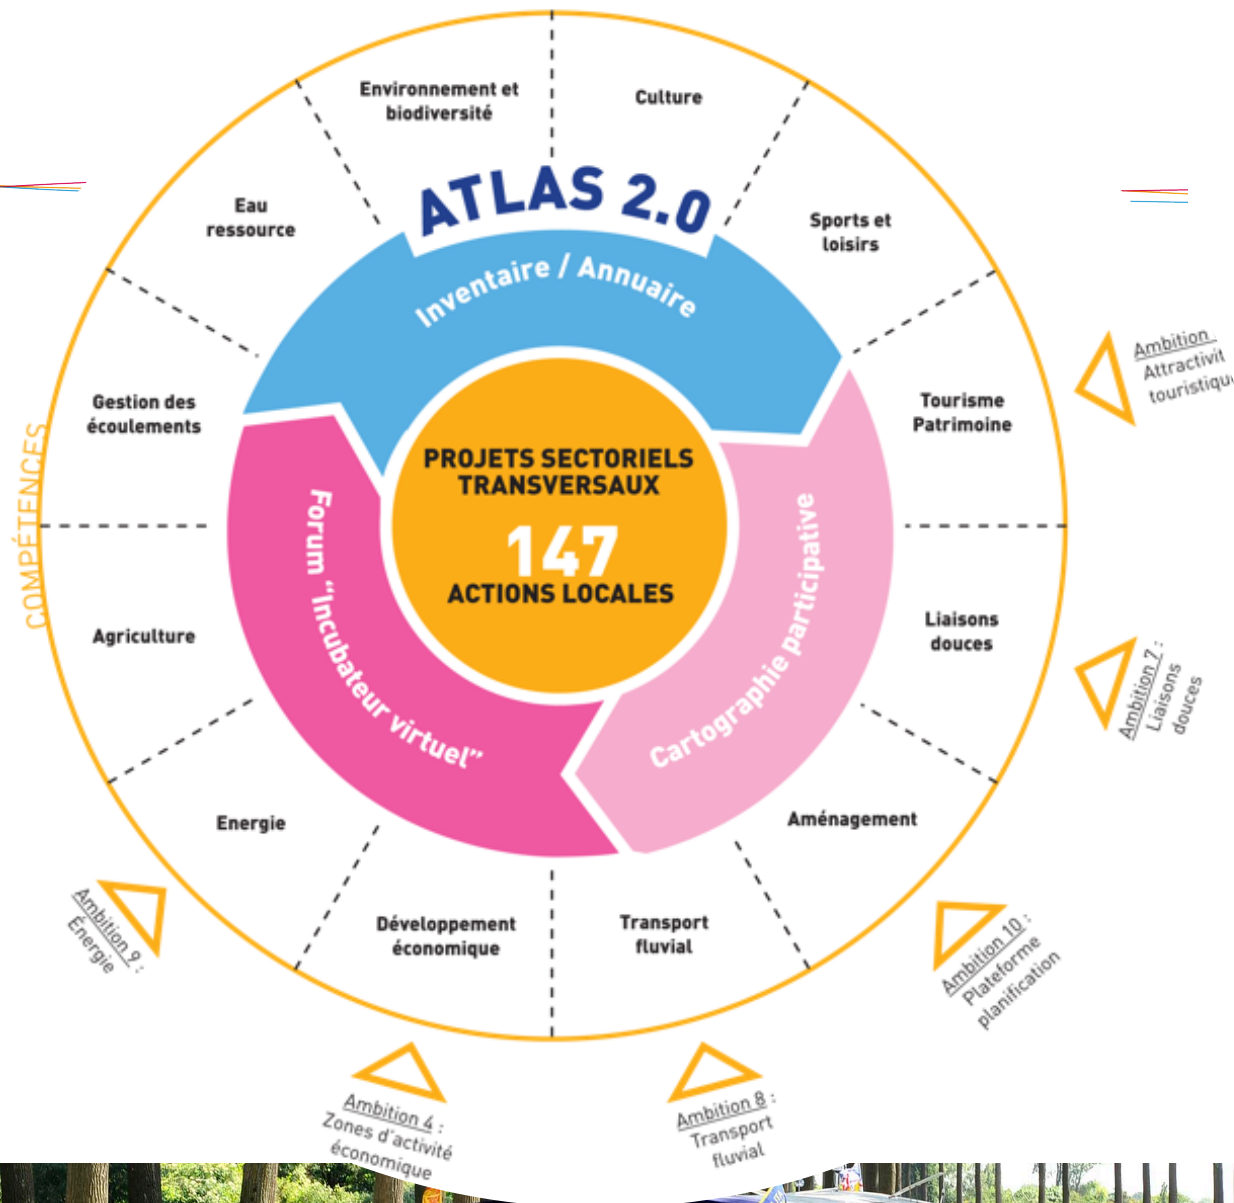 Environnement et
biodiversité
Culture
Eau
ressource
ATLAS 2.0
Sports et
loisirs
Inventaire / Annuaire
Gestion des
écoulements
Tourisme
Patrimoine
Ambition
touristiqu
COMPÉTENCES
PROJETS SECTORIELS
TRANSVERSAUX
147
ACTIONS LOCALES
Forum "Incubateur virtuel"
Cartographie participative
Agriculture
Liaisons
douces
Ambition 7 :
Liaisons
douces
Energie
Aménagement
Ambition 9 :
Énergie
Développement
économique
Transport
fluvial
Ambition 10 :
Plateforme
planification
Ambition 4 :
Zones d'activité
économique
Ambition 8 :
Transport
fluvial